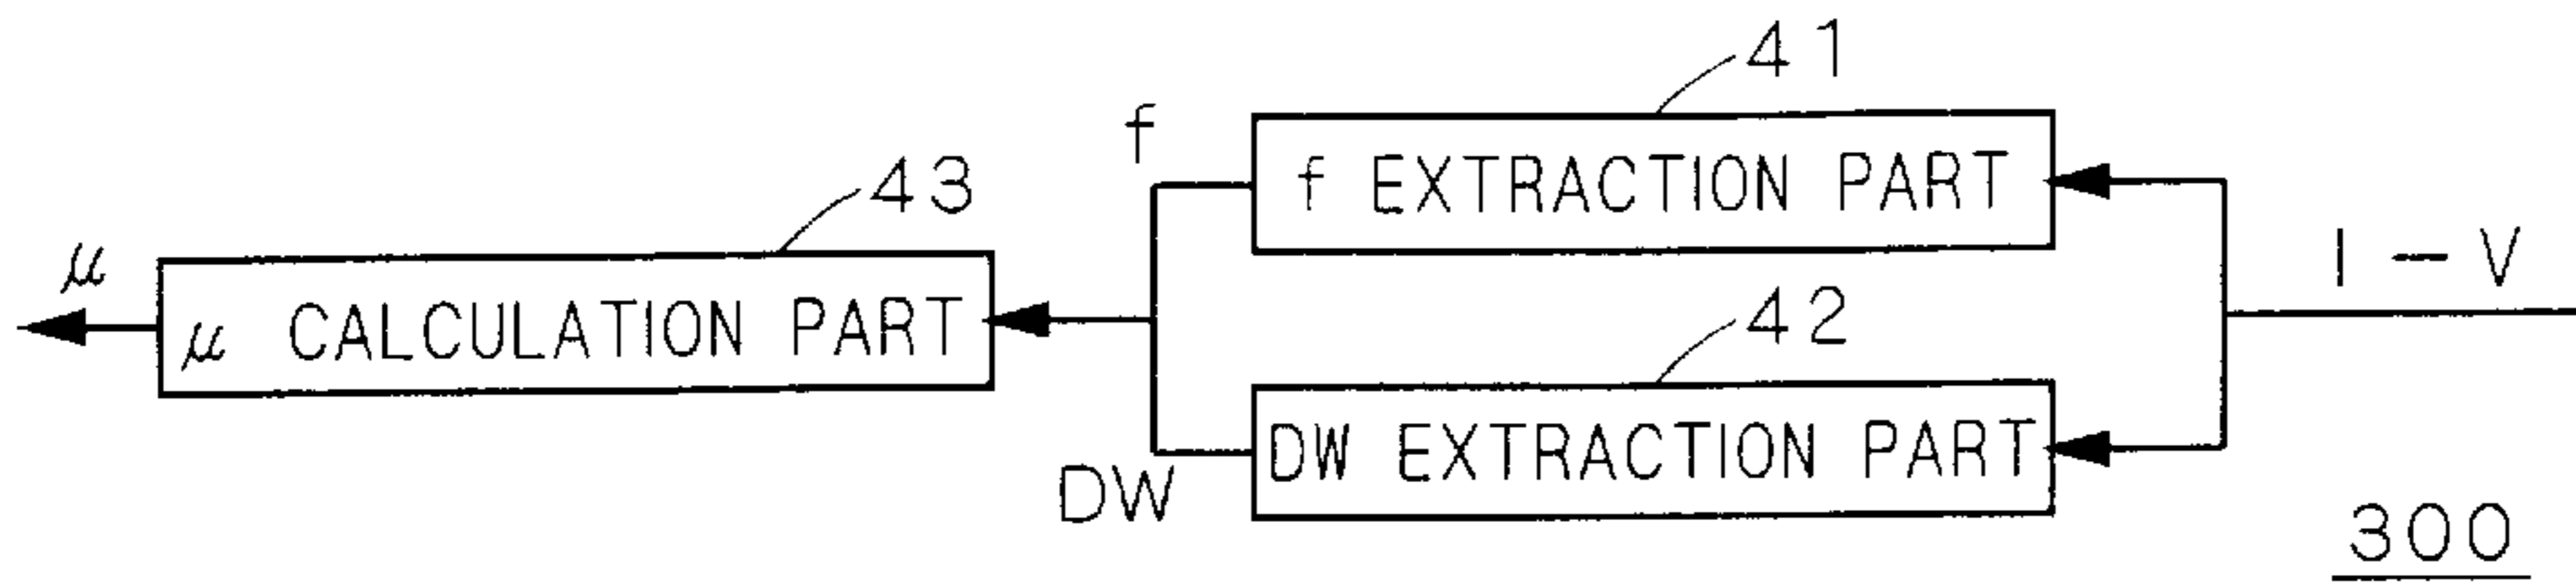 41
f
f EXTRACTION PART
43
μ
μ CALCULATION PART
I-V
42
DW
DW EXTRACTION PART
300